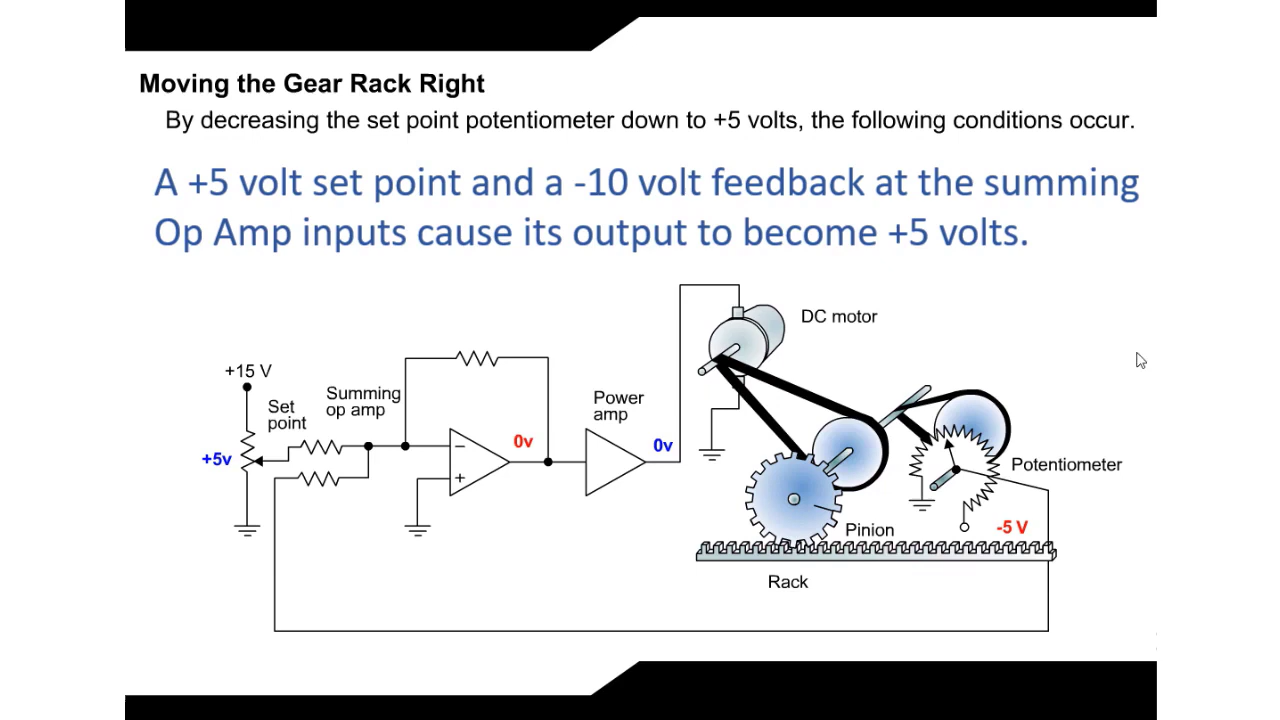 Moving the Gear Rack Right
By decreasing the set point potentiometer down to +5 volts, the following conditions occur.
A +5 volt set point and a -10 volt feedback at the summing
Op Amp inputs cause its output to become +5 volts.
DC motor
+15 V
Set
point
Summing
op amp
Power
amp
+5v
0v
0v
−
+
Potentiometer
Pinion
-5 V
Rack